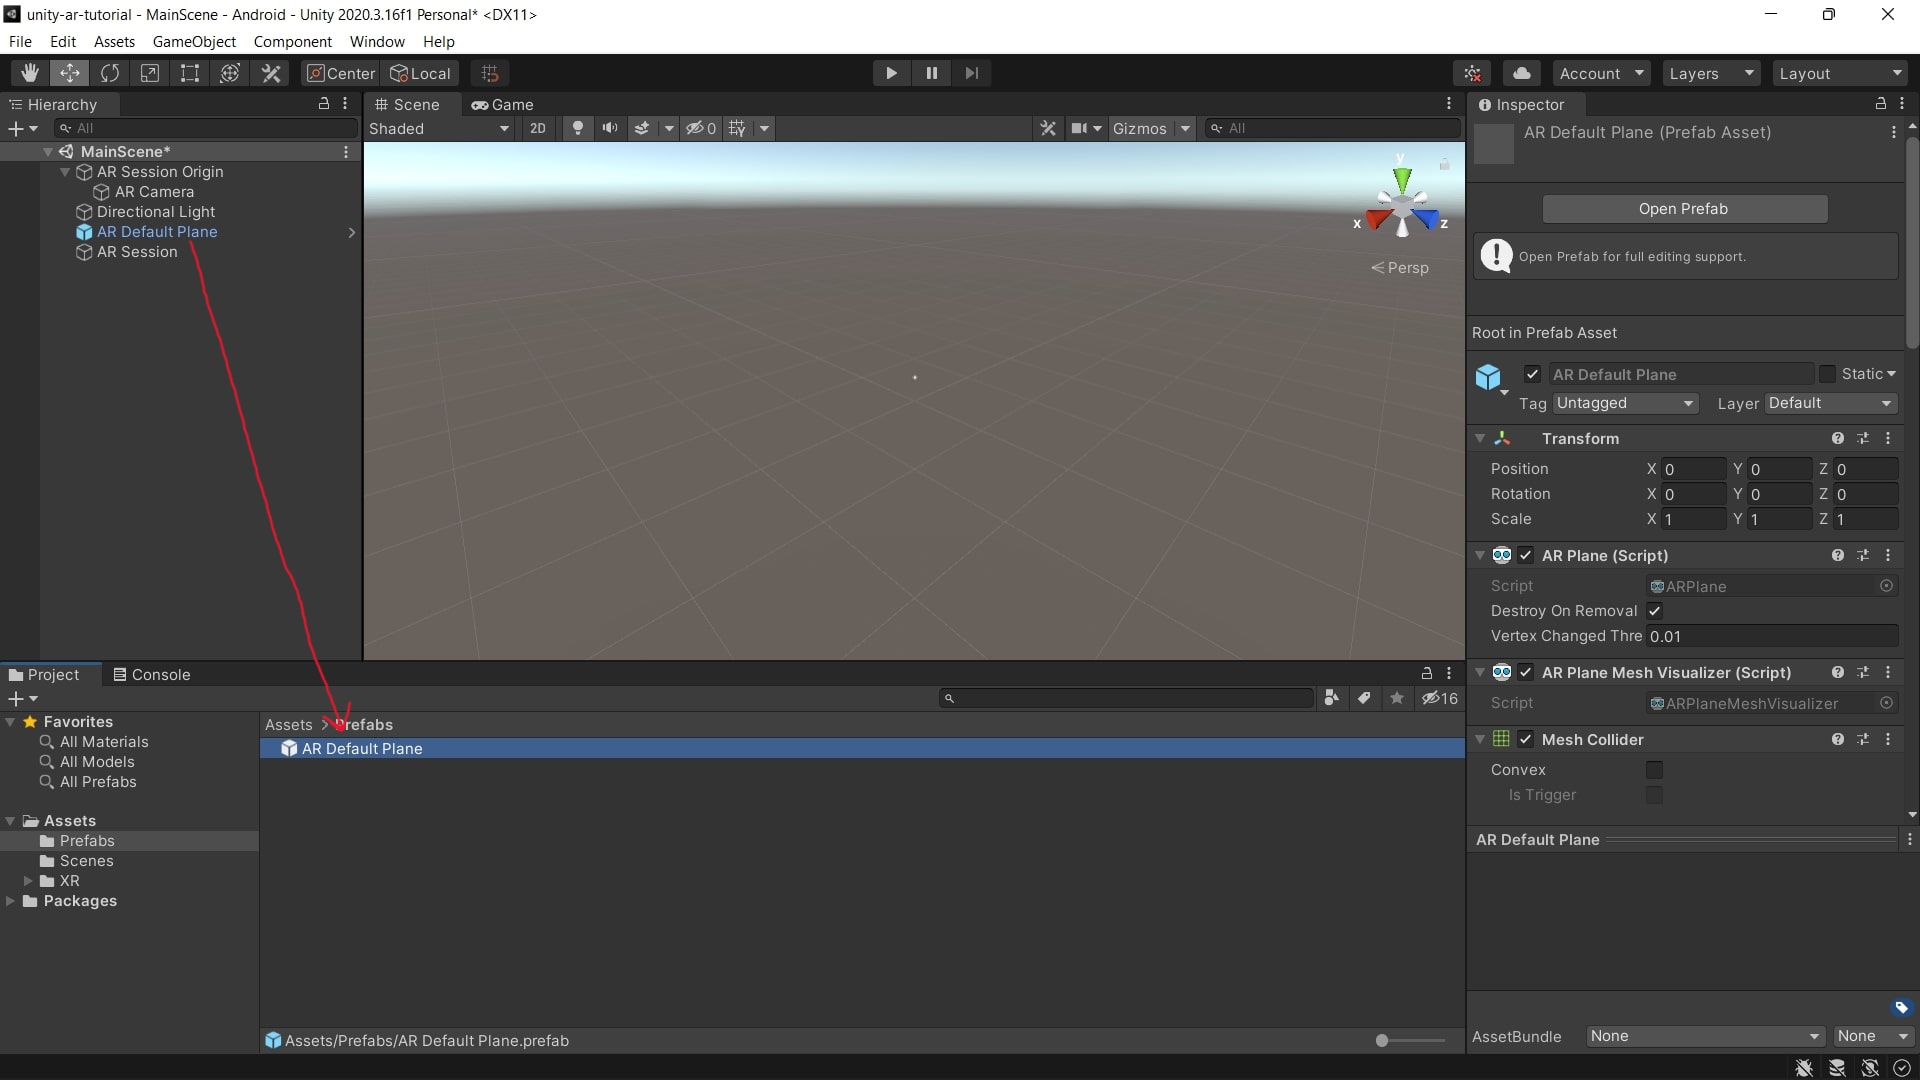 unity-ar-tutorial - MainScene - Android - Unity 2020.3.16f1 Personal* <DX11>
File Edit Assets GameObject Component Window Help
Center Local Account Layers Layout
Hierarchy
All
MainScene*
AR Session Origin
AR Camera
Directional Light
AR Default Plane
AR Session
Scene Game
Shaded 2D 0 Gizmos All
y
x z
Persp
Inspector
AR Default Plane (Prefab Asset)
Open Prefab
Open Prefab for full editing support.
Root in Prefab Asset
AR Default Plane Static
Tag Untagged Layer Default
Transform
Position X 0 Y 0 Z 0
Rotation X 0 Y 0 Z 0
Scale X 1 Y 1 Z 1
AR Plane (Script)
Script ARPlane
Destroy On Removal
Vertex Changed Thre 0.01
AR Plane Mesh Visualizer (Script)
Script ARPlaneMeshVisualizer
Mesh Collider
Convex
Is Trigger
AR Default Plane
AssetBundle None None
Project Console
16
Favorites
All Materials
All Models
All Prefabs
Assets
Prefabs
Scenes
XR
Packages
Assets > Prefabs
AR Default Plane
Assets/Prefabs/AR Default Plane.prefab